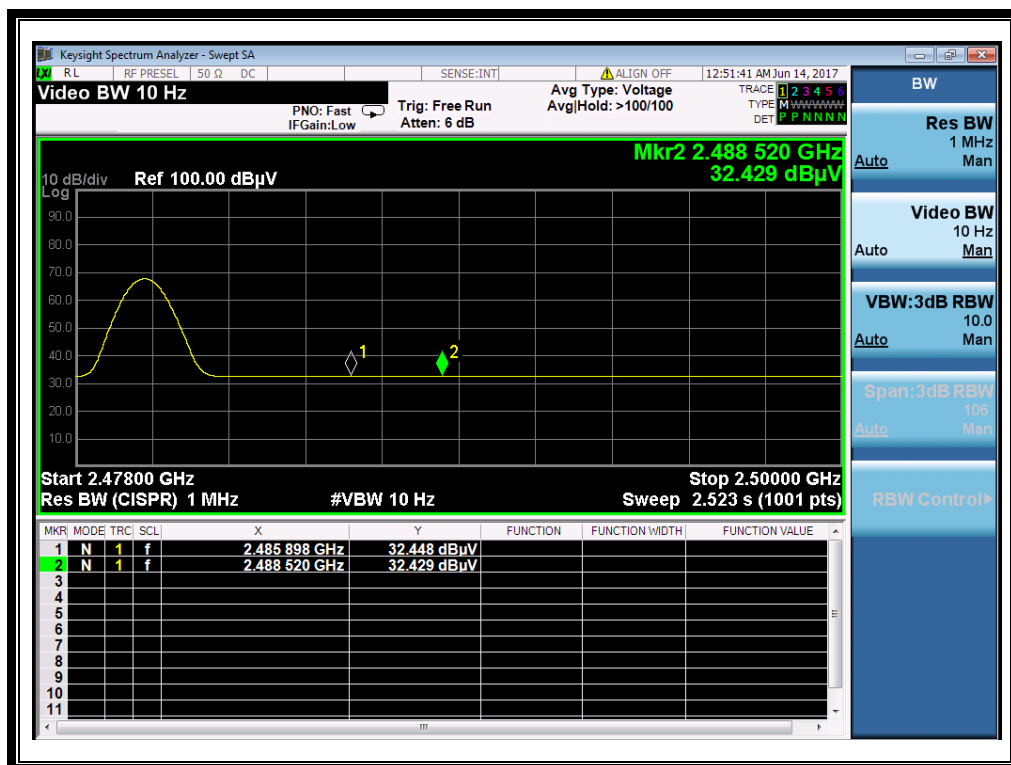 Keysight Spectrum Analyzer - Swept SA
LXI RL RF PRESEL 50 Ω DC SENSE:INT ALIGN OFF 12:51:41 AM Jun 14, 2017
Video BW 10 Hz
PNO: Fast
IFGain:Low
Trig: Free Run
Atten: 6 dB
Avg Type: Voltage
Avg|Hold: >100/100
TRACE 1 2 3 4 5 6
TYPE M WWWWW
DET P P N N N N
Mkr2 2.488 520 GHz
32.429 dBµV
10 dB/div Ref 100.00 dBµV
Log
90.0
80.0
70.0
60.0
50.0
40.0
30.0
20.0
10.0
1
2
Start 2.47800 GHz Stop 2.50000 GHz
Res BW (CISPR) 1 MHz #VBW 10 Hz Sweep 2.523 s (1001 pts)
MKR MODE TRC SCL X Y FUNCTION FUNCTION WIDTH FUNCTION VALUE
1 N 1 f 2.485 898 GHz 32.448 dBµV
2 N 1 f 2.488 520 GHz 32.429 dBµV
3
4
5
6
7
8
9
10
11
BW
Res BW
1 MHz
Auto Man
Video BW
10 Hz
Auto Man
VBW:3dB RBW
10.0
Auto Man
Span:3dB RBW
106
Auto Man
RBW Control